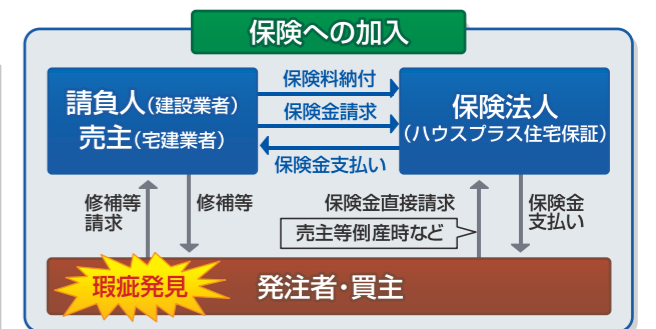 保険への加入
請負人(建設業者)
売主(宅建業者)
保険料納付
保険金請求
保険金支払い
保険法人
(ハウスプラス住宅保証)
修補等
請求
修補等
保険金直接請求
売主等倒産時など
保険金
支払い
瑕疵発見
発注者・買主